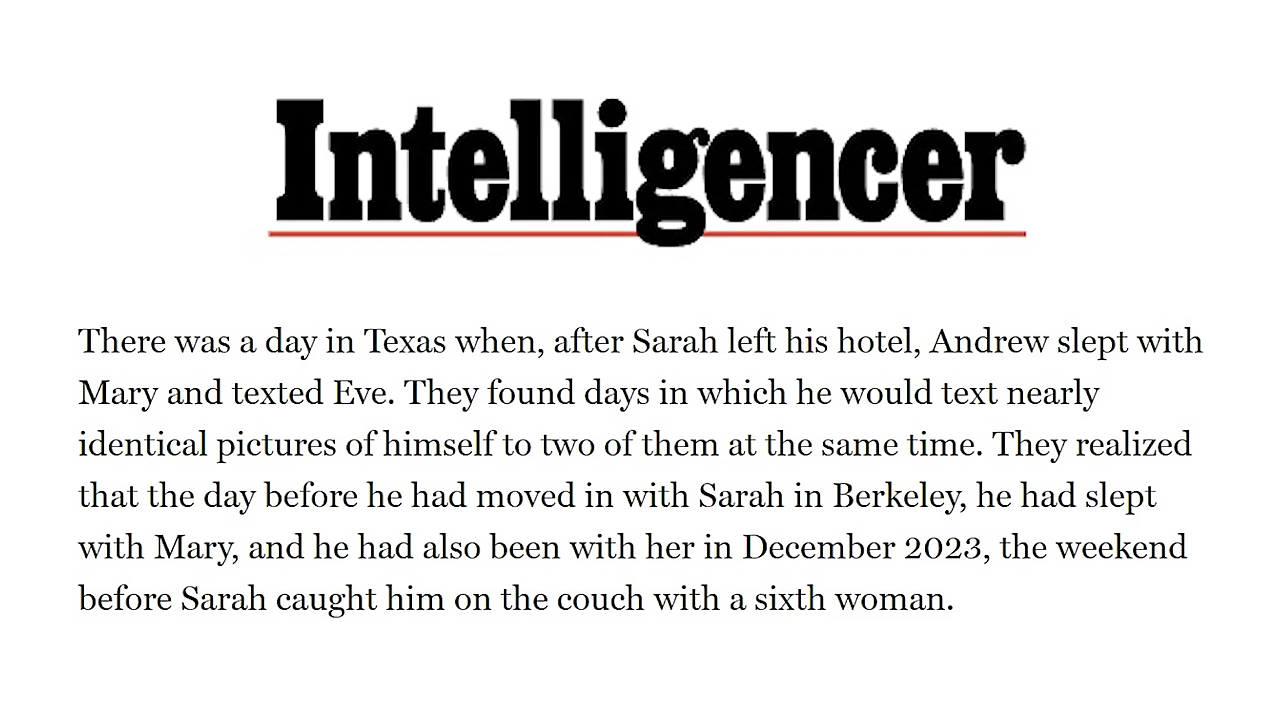 Intelligencer
There was a day in Texas when, after Sarah left his hotel, Andrew slept with
Mary and texted Eve. They found days in which he would text nearly
identical pictures of himself to two of them at the same time. They realized
that the day before he had moved in with Sarah in Berkeley, he had slept
with Mary, and he had also been with her in December 2023, the weekend
before Sarah caught him on the couch with a sixth woman.